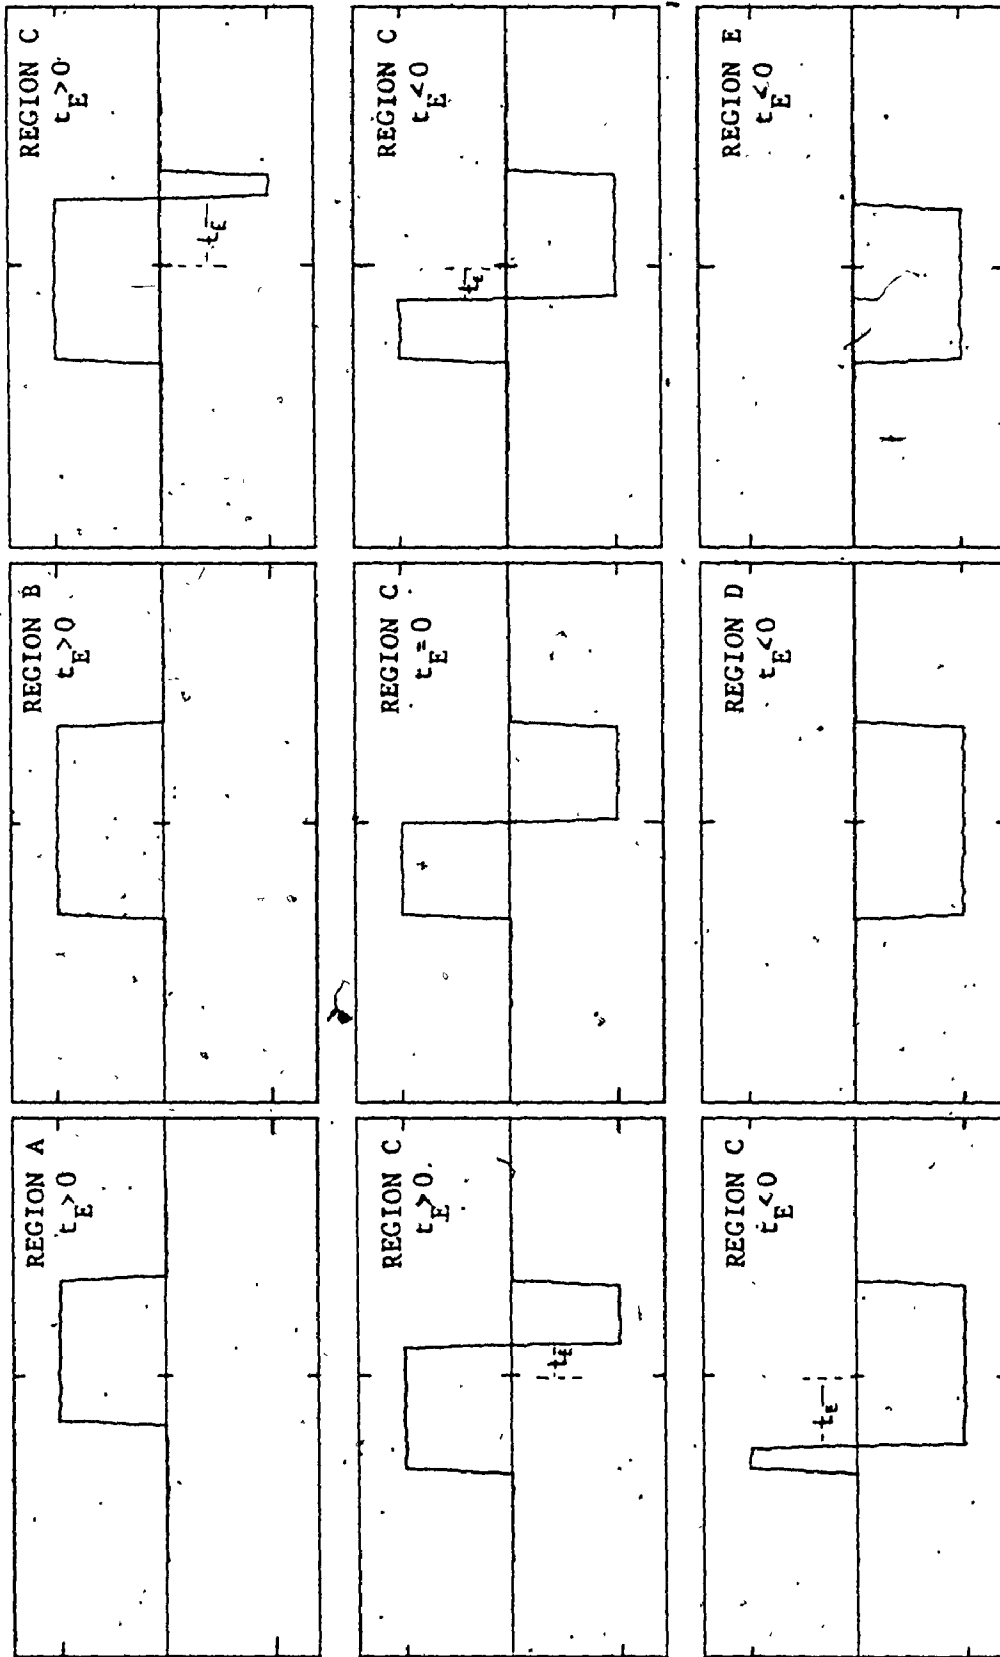 REGION A
t_E>0
REGION B
t_E>0
REGION C
t_E>0
-t_E-
REGION C
t_E>0
-t_E-
REGION C
t_E=0
REGION C
t_E<0
-t_E-
REGION C
t_E<0
-t_E-
REGION D
t_E<0
REGION E
t_E<0